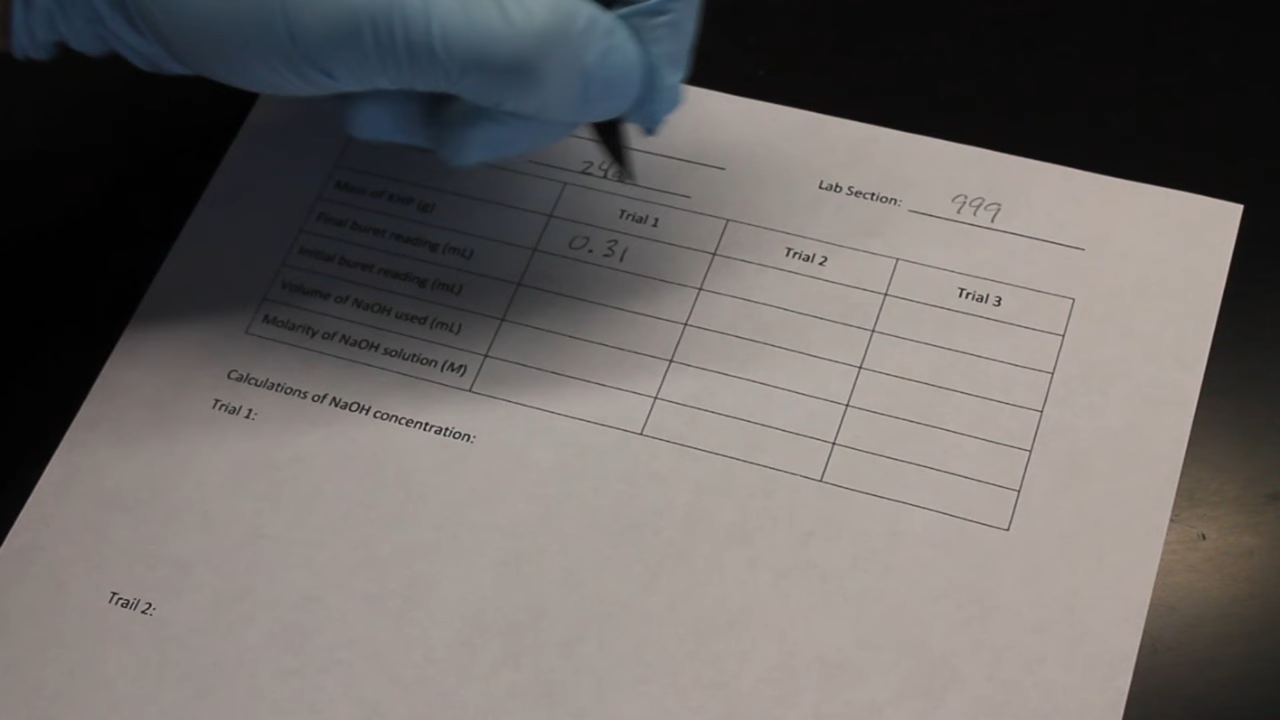 24
Lab Section: 999
Trial 1 Trial 2 Trial 3
Mass of KHP (g) 0.31
Final buret reading (mL)
Initial buret reading (mL)
Volume of NaOH used (mL)
Molarity of NaOH solution (M)
Calculations of NaOH concentration:
Trial 1:
Trail 2: